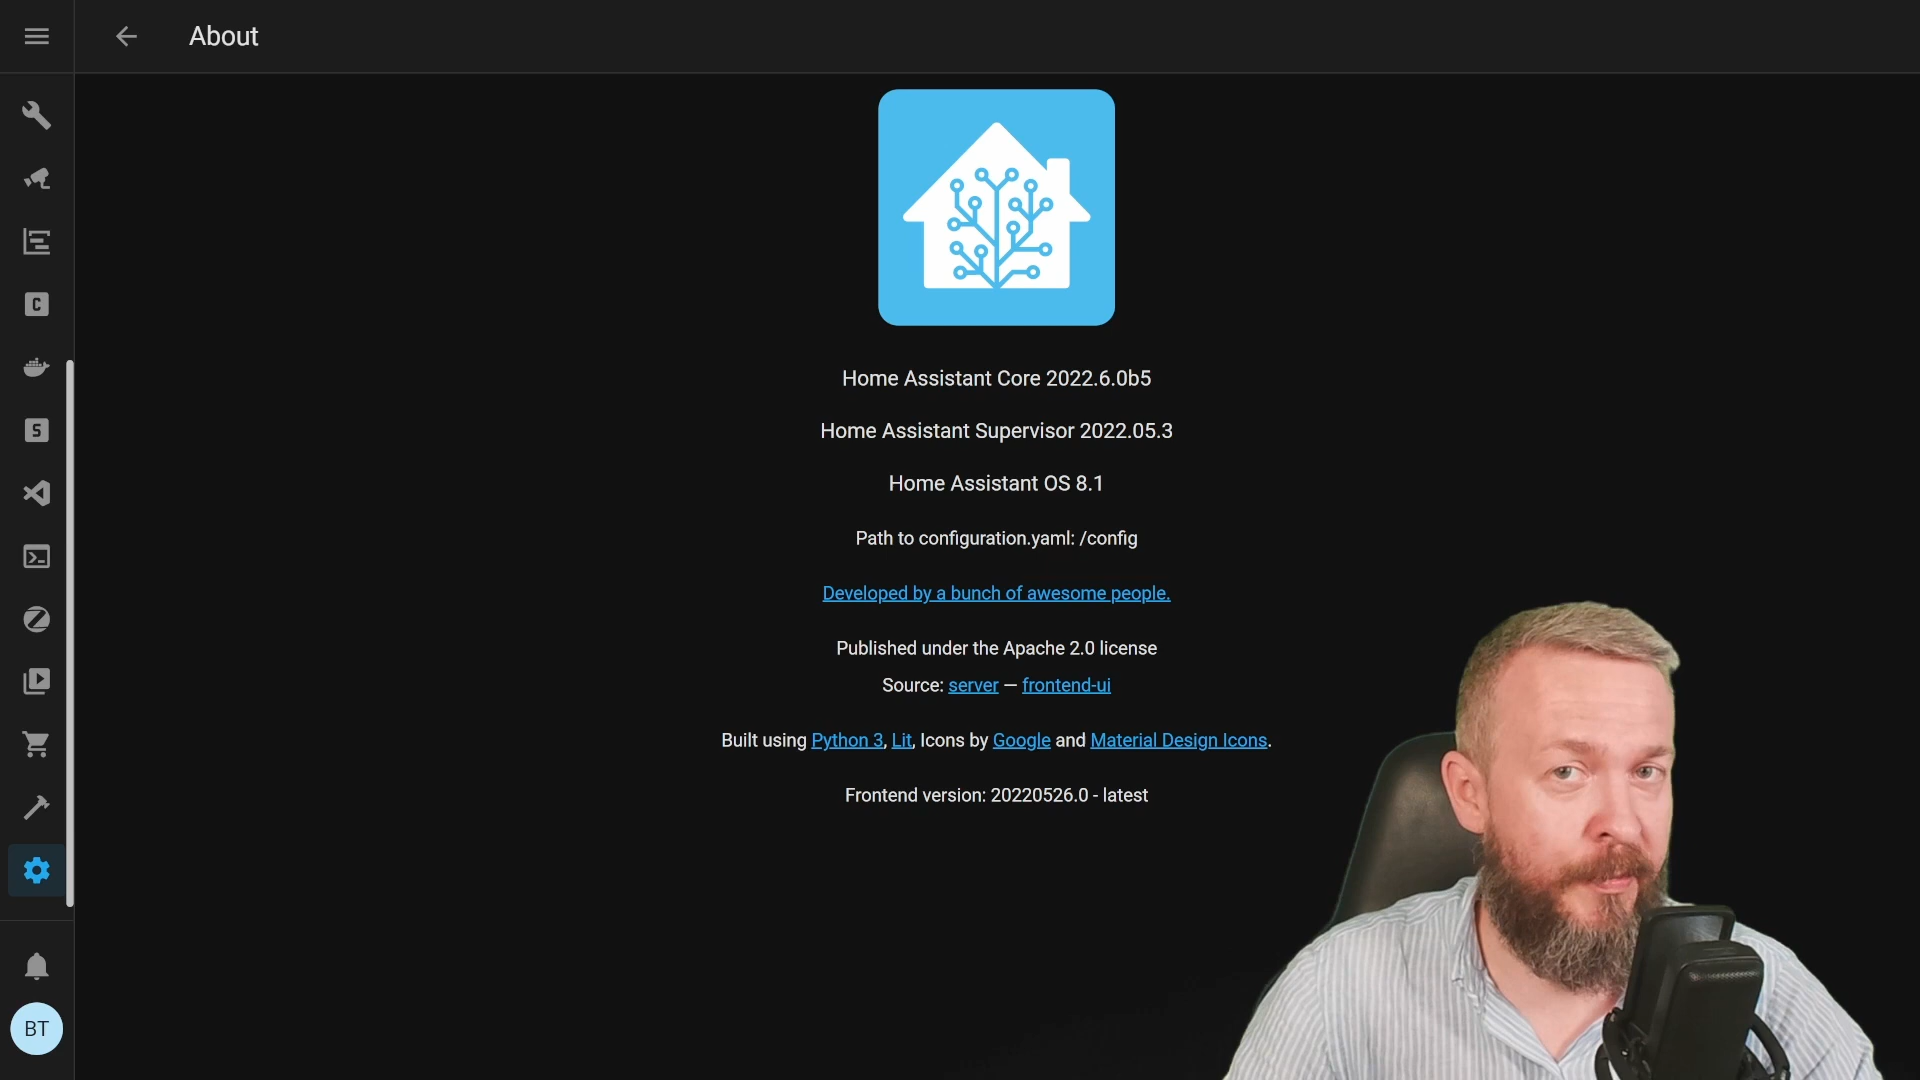 About
C
S
Home Assistant Core 2022.6.0b5
Home Assistant Supervisor 2022.05.3
Home Assistant OS 8.1
Path to configuration.yaml: /config
Developed by a bunch of awesome people.
Published under the Apache 2.0 license
Source: server — frontend-ui
Built using Python 3, Lit, Icons by Google and Material Design Icons.
Frontend version: 20220526.0 - latest
BT